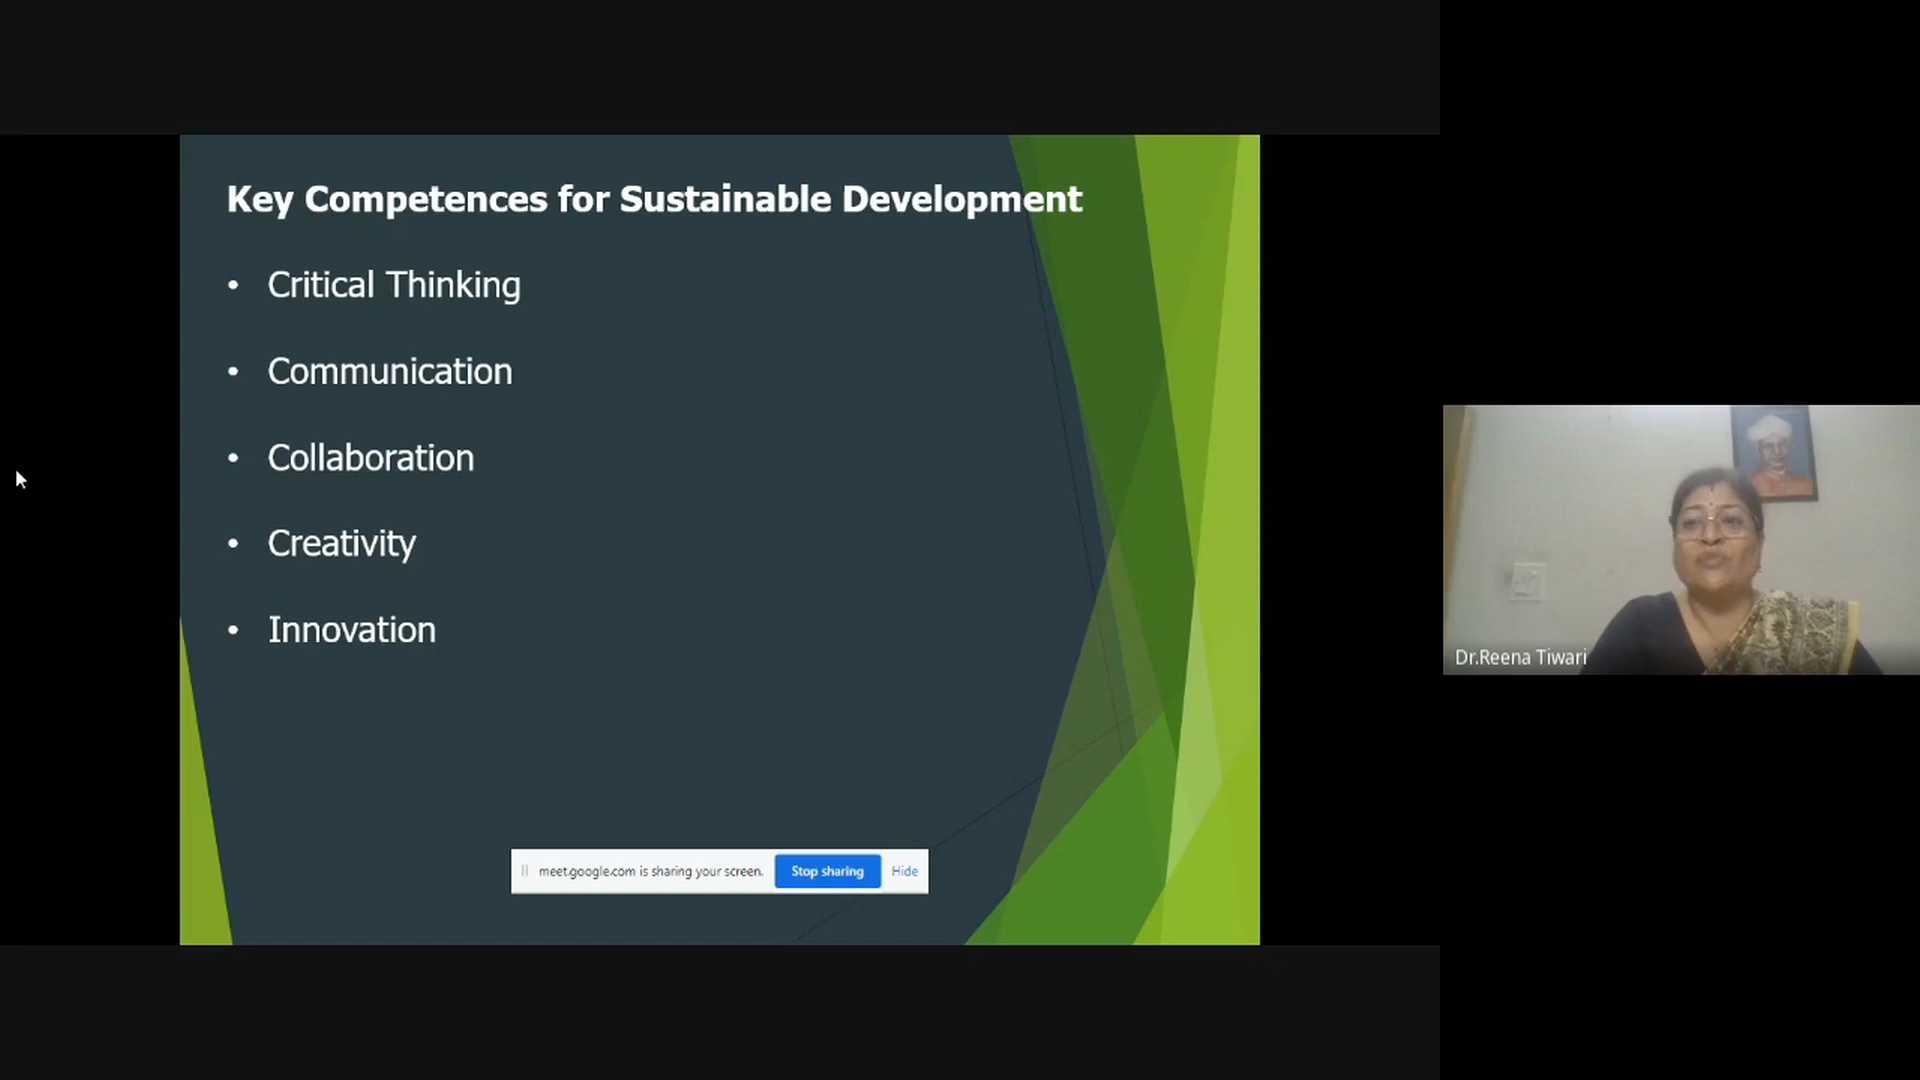 Key Competences for Sustainable Development
• Critical Thinking
• Communication
• Collaboration
• Creativity
• Innovation
meet.google.com is sharing your screen. Stop sharing Hide
Dr.Reena Tiwari